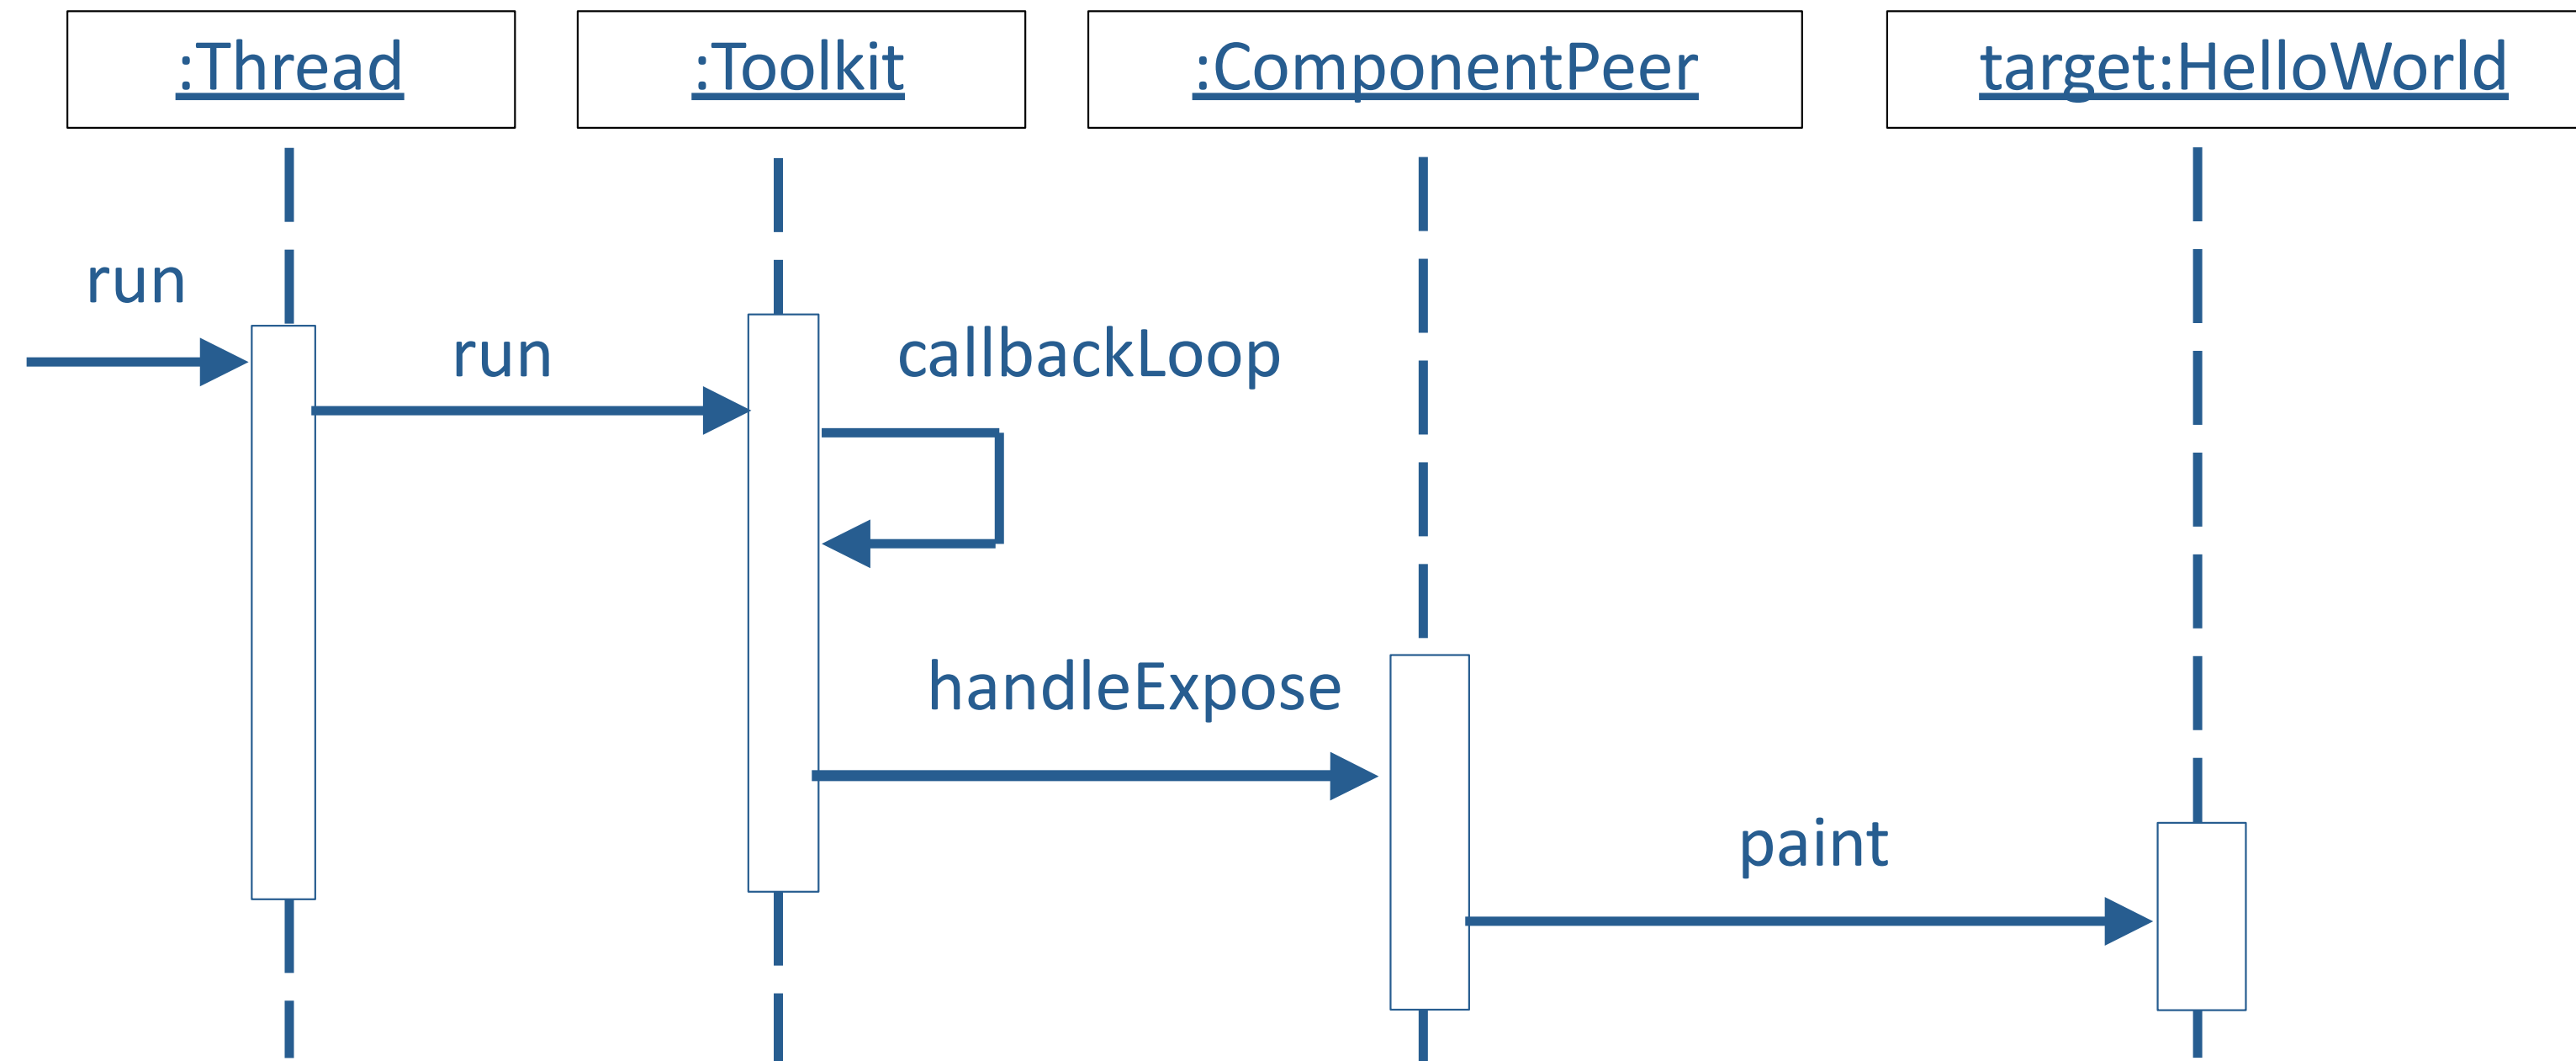 :Thread
:Toolkit
:ComponentPeer
target:HelloWorld
run
run
callbackLoop
handleExpose
paint